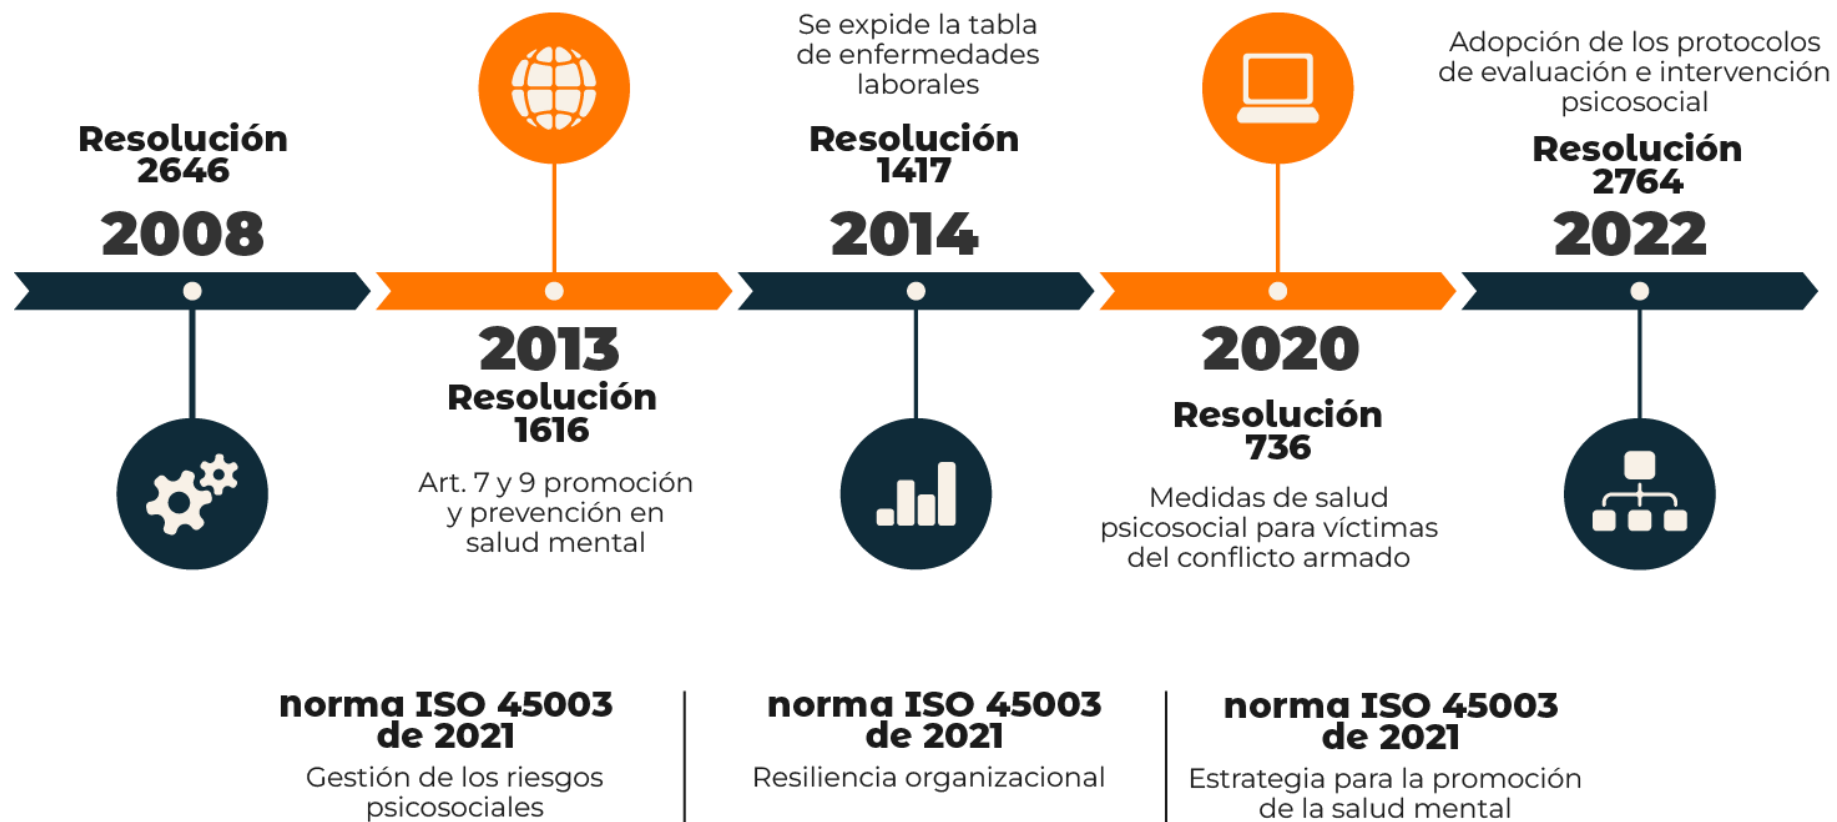 Resolución
2646
2008
2013
Resolución
1616
Art. 7 y 9 promoción
y prevención en
salud mental
Se expide la tabla
de enfermedades
laborales
Resolución
1417
2014
2020
Resolución
736
Medidas de salud
psicosocial para víctimas
del conflicto armado
Adopción de los protocolos
de evaluación e intervención
psicosocial
Resolución
2764
2022
norma ISO 45003
de 2021
Gestión de los riesgos
psicosociales
norma ISO 45003
de 2021
Resiliencia organizacional
norma ISO 45003
de 2021
Estrategia para la promoción
de la salud mental